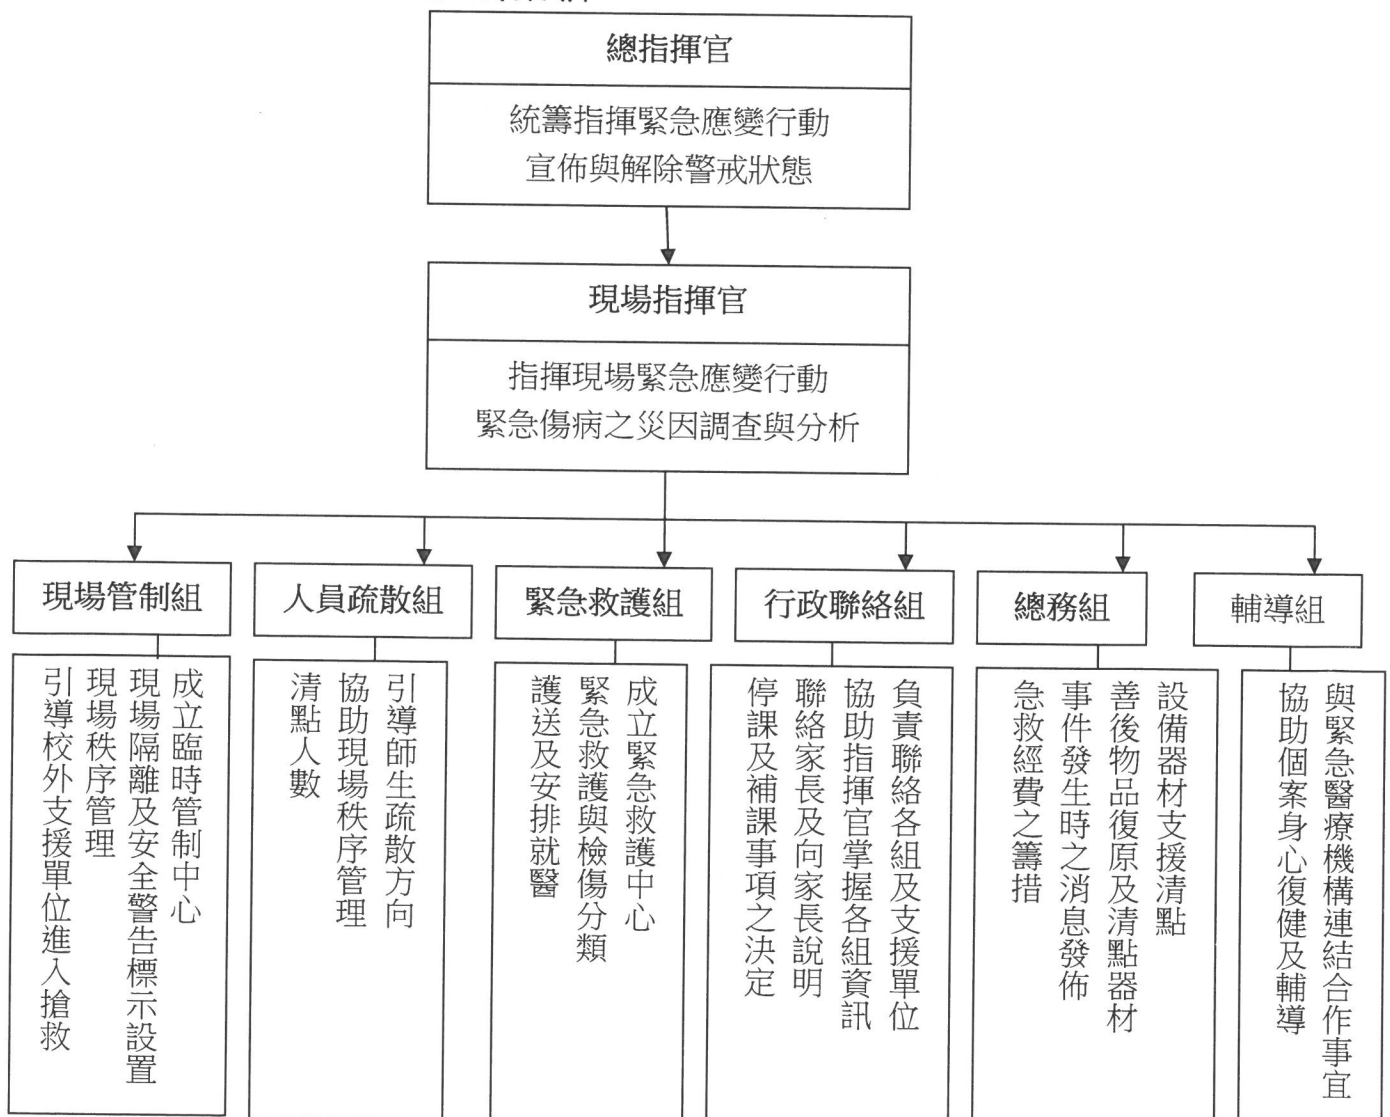 總指揮官
統籌指揮緊急應變行動
宣佈與解除警戒狀態
現場指揮官
指揮現場緊急應變行動
緊急傷病之災因調查與分析
現場管制組
成立臨時管制中心
現場隔離及安全警告標示設置
現場秩序管理
引導校外支援單位進入搶救
人員疏散組
引導師生疏散方向
協助現場秩序管理
清點人數
緊急救護組
成立緊急救護中心
緊急救護與檢傷分類
護送及安排就醫
行政聯絡組
負責聯絡各組及支援單位
協助指揮官掌握各組資訊
聯絡家長及向家長說明
停課及補課事項之決定
總務組
設備器材支援清點
善後物品復原及清點器材
事件發生時之消息發佈
急救經費之籌措
輔導組
與緊急醫療機構連結合作事宜
協助個案身心復健及輔導